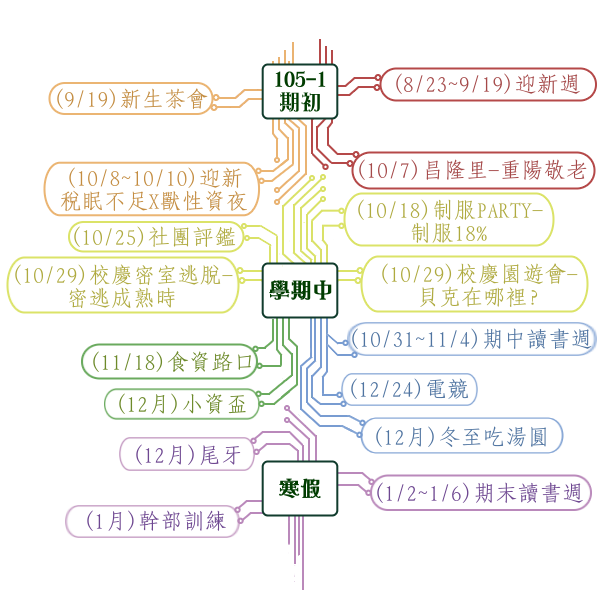 105-1
期初
(8/23~9/19)迎新週
(9/19)新生茶會
(10/7)昌隆里-重陽敬老
(10/8~10/10)迎新
稅眠不足X獸性資夜
(10/18)制服PARTY-
制服18%
(10/25)社團評鑑
(10/29)校慶密室逃脫-
密逃成熟時
學期中
(10/29)校慶園遊會-
貝克在哪裡?
(10/31~11/4)期中讀書週
(11/18)食資路口
(12/24)電競
(12月)小資盃
(12月)冬至吃湯圓
(12月)尾牙
寒假
(1/2~1/6)期末讀書週
(1月)幹部訓練